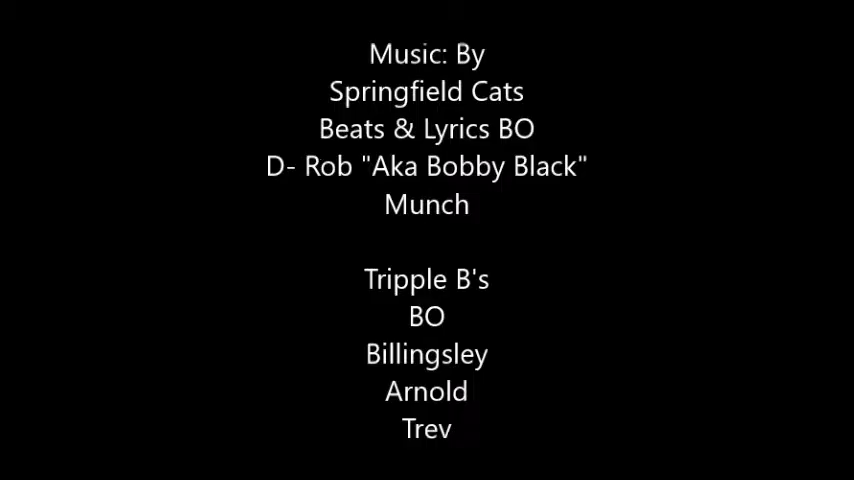 Music: By
Springfield Cats
Beats & Lyrics BO
D- Rob "Aka Bobby Black"
Munch
Tripple B's
BO
Billingsley
Arnold
Trev